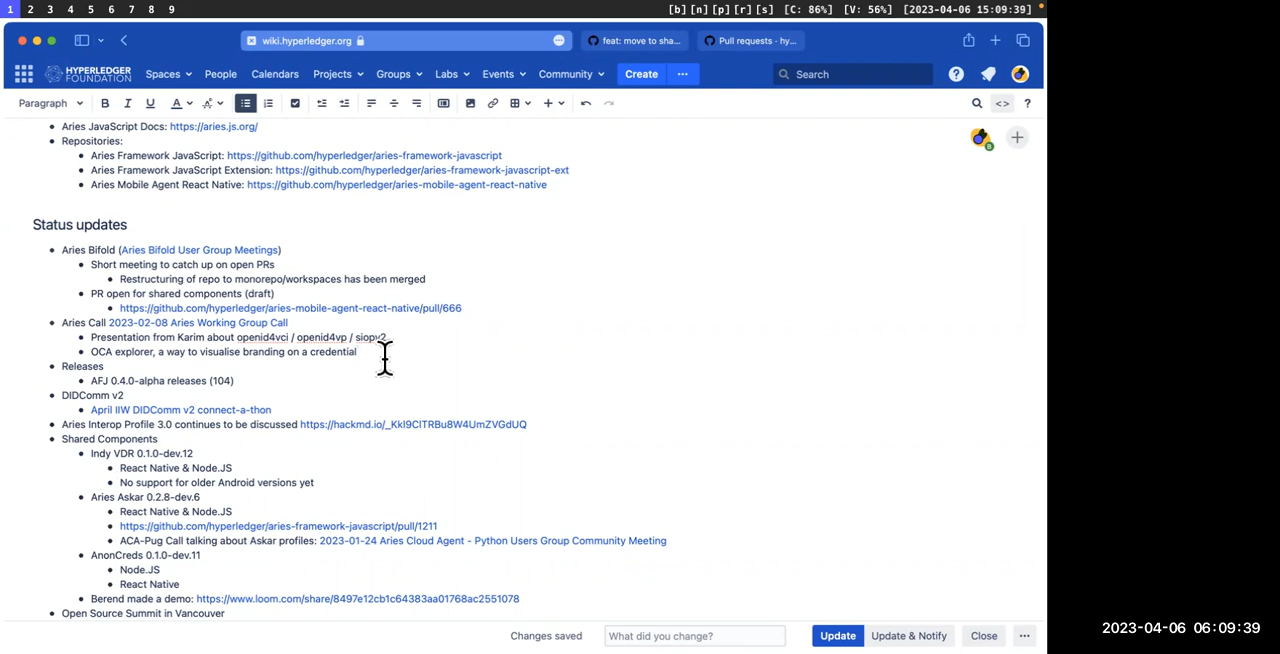 1 2 3 4 5 6 7 8 9 [b][n][p][r][s] [C: 86%] [V: 56%] [2023-04-06 15:09:39]
wiki.hyperledger.org feat: move to sha... Pull requests · hy...
HYPERLEDGER FOUNDATION Spaces People Calendars Projects Groups Labs Events Community Create ... Search ?
Paragraph B I U A <> ?
Aries JavaScript Docs: https://aries.js.org/
Repositories:
Aries Framework JavaScript: https://github.com/hyperledger/aries-framework-javascript
Aries Framework JavaScript Extension: https://github.com/hyperledger/aries-framework-javascript-ext
Aries Mobile Agent React Native: https://github.com/hyperledger/aries-mobile-agent-react-native
Status updates
Aries Bifold (Aries Bifold User Group Meetings)
Short meeting to catch up on open PRs
Restructuring of repo to monorepo/workspaces has been merged
PR open for shared components (draft)
https://github.com/hyperledger/aries-mobile-agent-react-native/pull/666
Aries Call 2023-02-08 Aries Working Group Call
Presentation from Karim about openid4vci / openid4vp / siopv2
OCA explorer, a way to visualise branding on a credential
Releases
AFJ 0.4.0-alpha releases (104)
DIDComm v2
April IIW DIDComm v2 connect-a-thon
Aries Interop Profile 3.0 continues to be discussed https://hackmd.io/_KkI9ClTRBu8W4UmZVGdUQ
Shared Components
Indy VDR 0.1.0-dev.12
React Native & Node.JS
No support for older Android versions yet
Aries Askar 0.2.8-dev.6
React Native & Node.JS
https://github.com/hyperledger/aries-framework-javascript/pull/1211
ACA-Pug Call talking about Askar profiles: 2023-01-24 Aries Cloud Agent - Python Users Group Community Meeting
AnonCreds 0.1.0-dev.11
Node.JS
React Native
Berend made a demo: https://www.loom.com/share/8497e12cb1c64383aa01768ac2551078
Open Source Summit in Vancouver
Changes saved What did you change? Update Update & Notify Close ...
2023-04-06 06:09:39